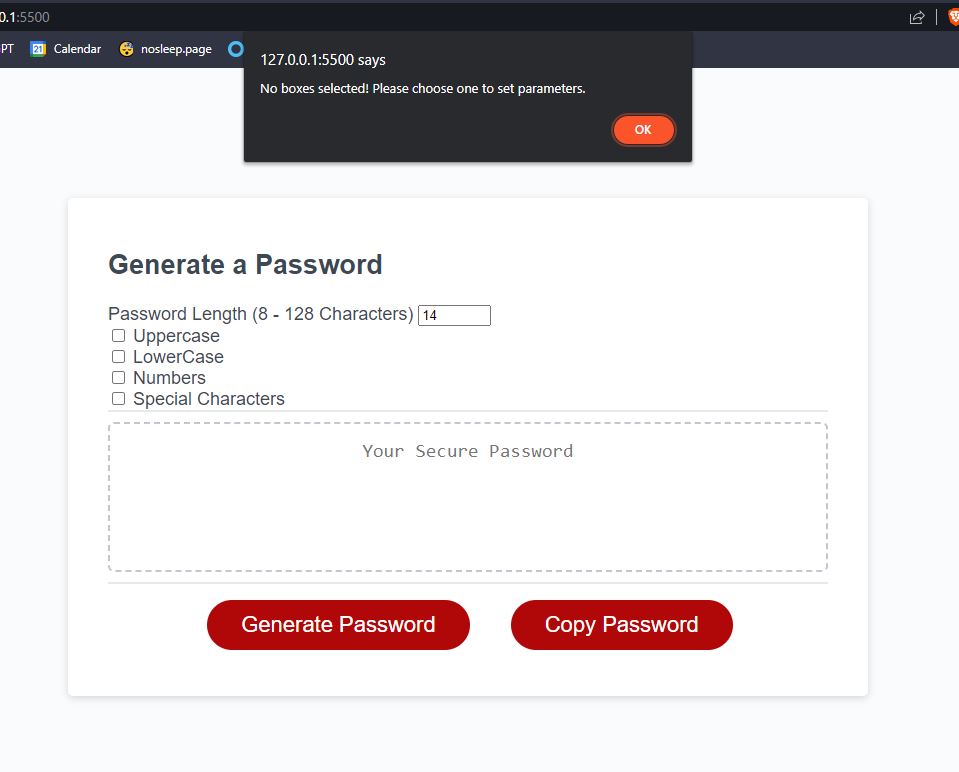 0.1:5500
PT 21 Calendar nosleep.page
127.0.0.1:5500 says
No boxes selected! Please choose one to set parameters.
OK
Generate a Password
Password Length (8 - 128 Characters) 14
Uppercase
LowerCase
Numbers
Special Characters
Your Secure Password
Generate Password Copy Password